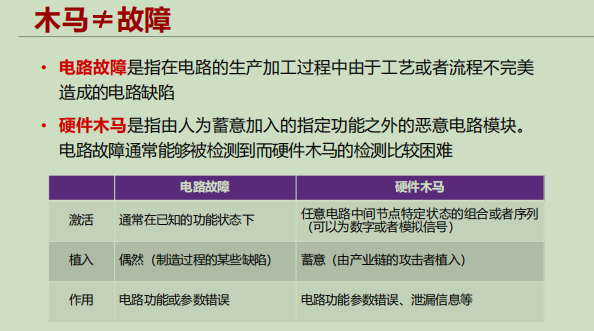 木马≠故障
• 电路故障是指在电路的生产加工过程中由于工艺或者流程不完美
造成的电路缺陷
• 硬件木马是指由人为蓄意加入的指定功能之外的恶意电路模块。
电路故障通常能够被检测到而硬件木马的检测比较困难
电路故障 硬件木马
激活 通常在已知的功能状态下 任意电路中间节点特定状态的组合或者序列
（可以为数字或者模拟信号）
植入 偶然（制造过程的某些缺陷） 蓄意（由产业链的攻击者植入）
作用 电路功能或参数错误 电路功能参数错误、泄漏信息等